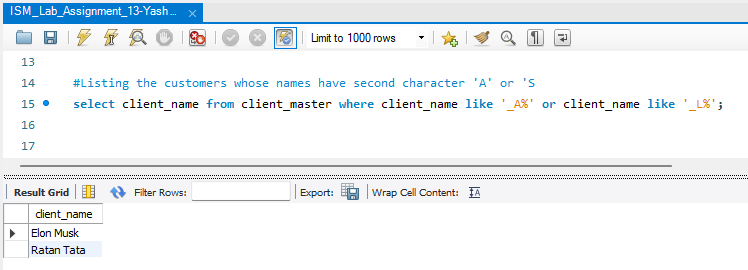 ISM_Lab_Assignment_13-Yash...
Limit to 1000 rows
13
14 #Listing the customers whose names have second character 'A' or 'S
15 select client_name from client_master where client_name like '_A%' or client_name like '_L%';
16
17
Result Grid Filter Rows: Export: Wrap Cell Content:
client_name
Elon Musk
Ratan Tata